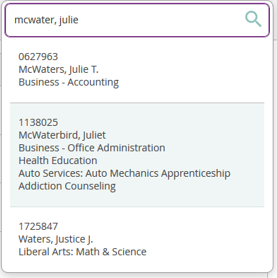 mcwater, julie
0627963
McWaters, Julie T.
Business - Accounting
1138025
McWaterbird, Juliet
Business - Office Administration
Health Education
Auto Services: Auto Mechanics Apprenticeship
Addiction Counseling
1725847
Waters, Justice J.
Liberal Arts: Math & Science